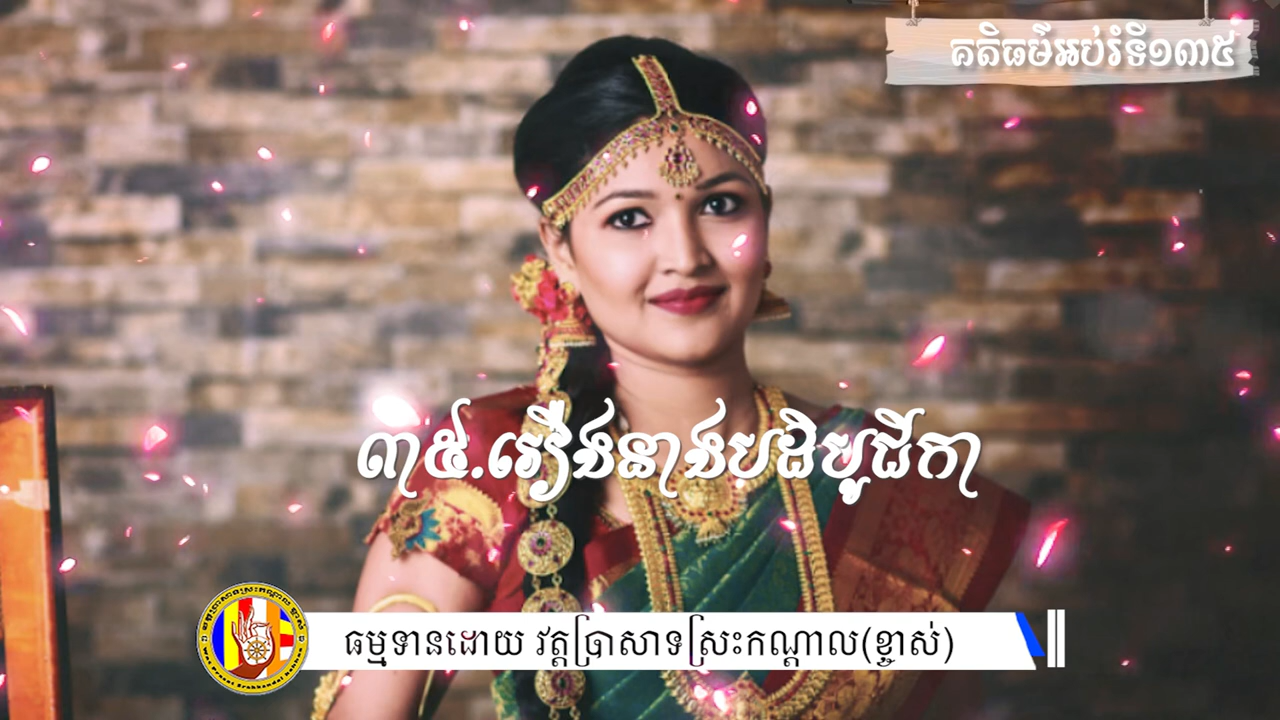 គតិធម៌អប់រំទី១៣៥
៣៥.រឿងនាងបដិបូជីកា
ធម្មទានដោយ វត្តប្រាសាទស្រះកណ្ដាល(ខ្ចាស់)